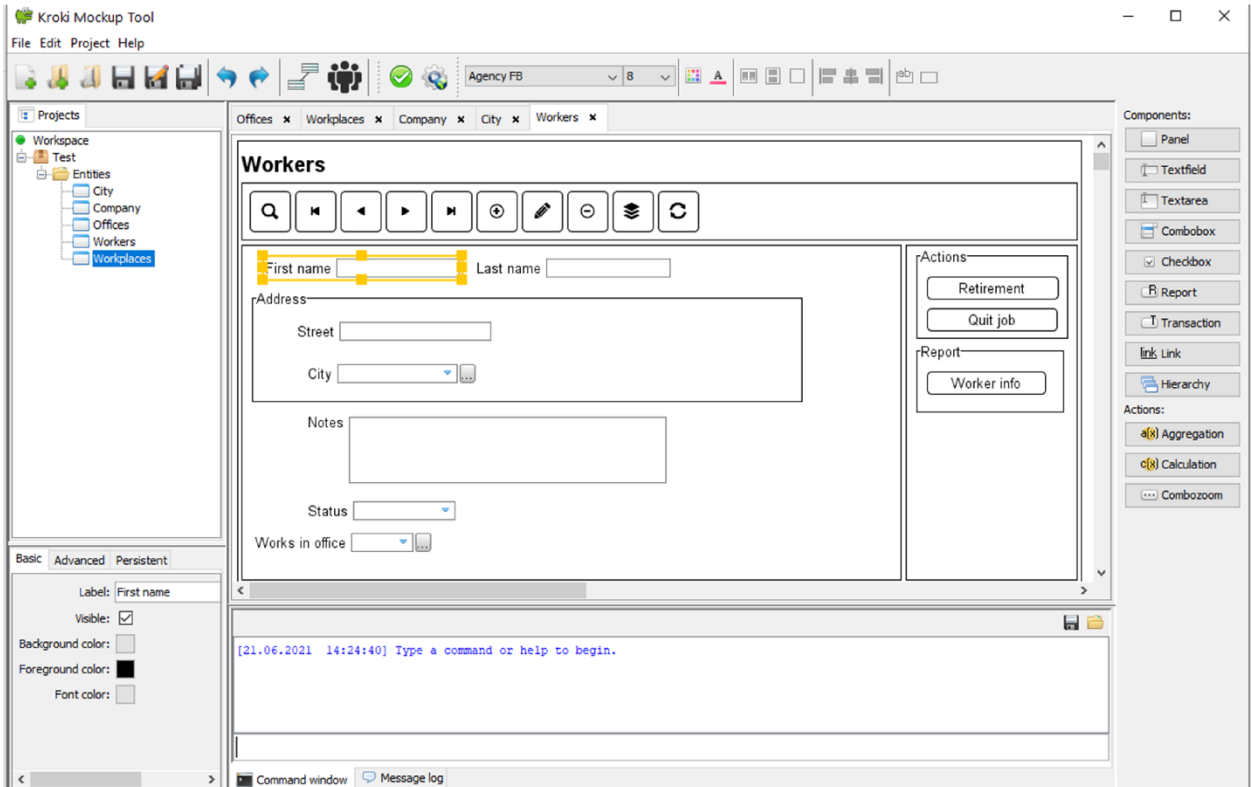 Kroki Mockup Tool
File Edit Project Help
Agency FB 8 A ab
Projects
Workspace
Test
Entities
City
Company
Offices
Workers
Workplaces
Basic Advanced Persistent
Label: First name
Visible:
Background color:
Foreground color:
Font color:
Offices × Workplaces × Company × City × Workers ×
Workers
First name Last name
Address
Street
City ...
Notes
Status
Works in office ...
Actions
Retirement
Quit job
Report
Worker info
[21.06.2021 14:24:40] Type a command or help to begin.
Command window Message log
Components:
Panel
Textfield
Textarea
Combobox
Checkbox
R Report
T Transaction
link Link
Hierarchy
Actions:
a(x) Aggregation
c(x) Calculation
... Combozoom